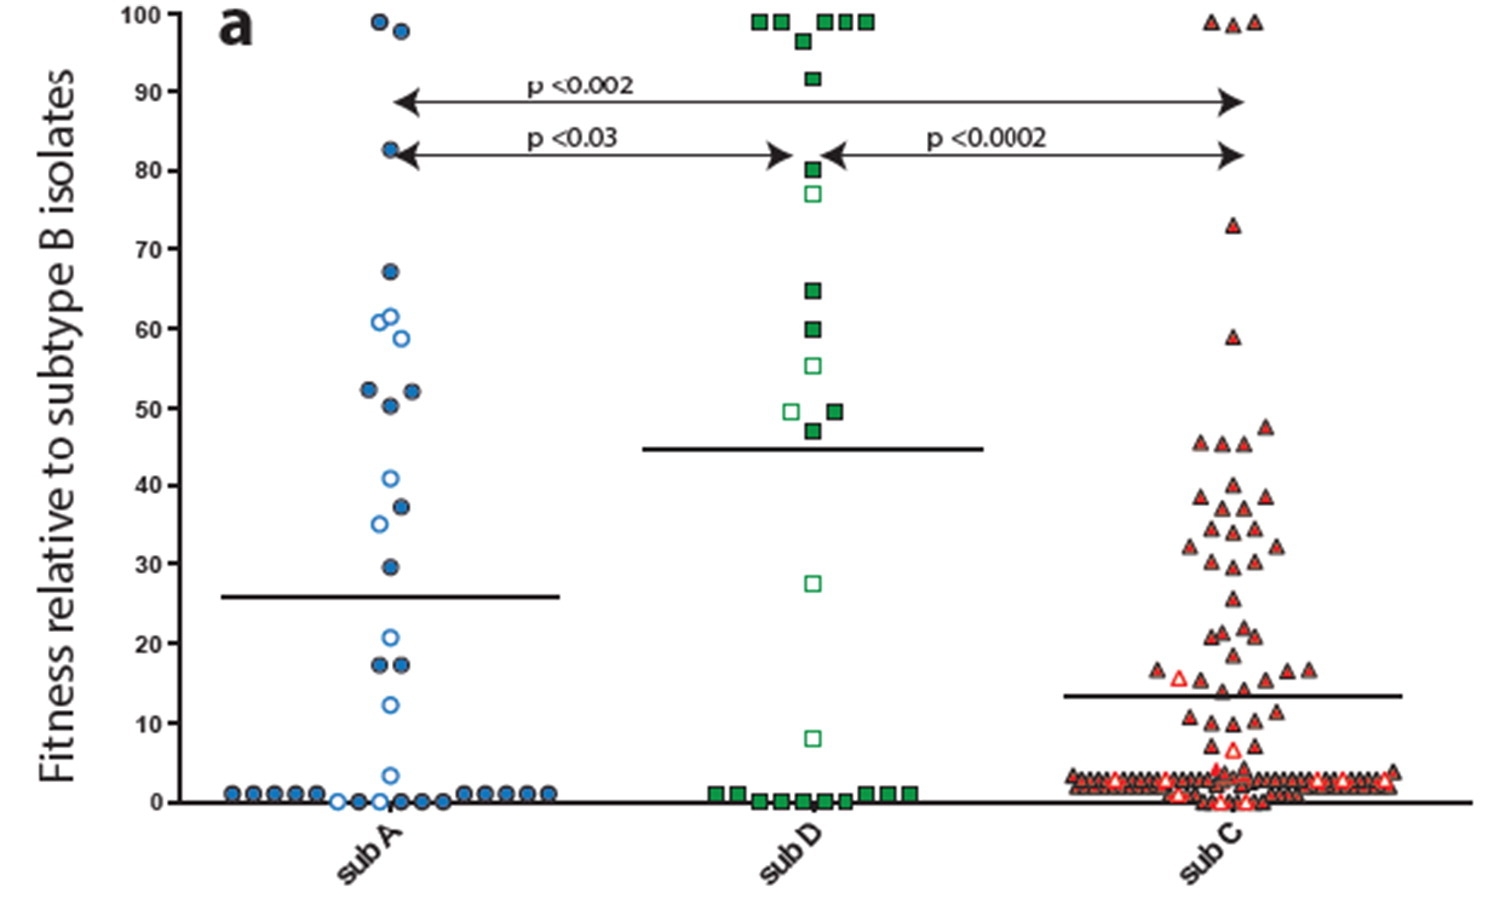 a
Fitness relative to subtype B isolates
100
90
80
70
60
50
40
30
20
10
0
p <0.002
p <0.03
p <0.0002
sub A
sub D
sub C